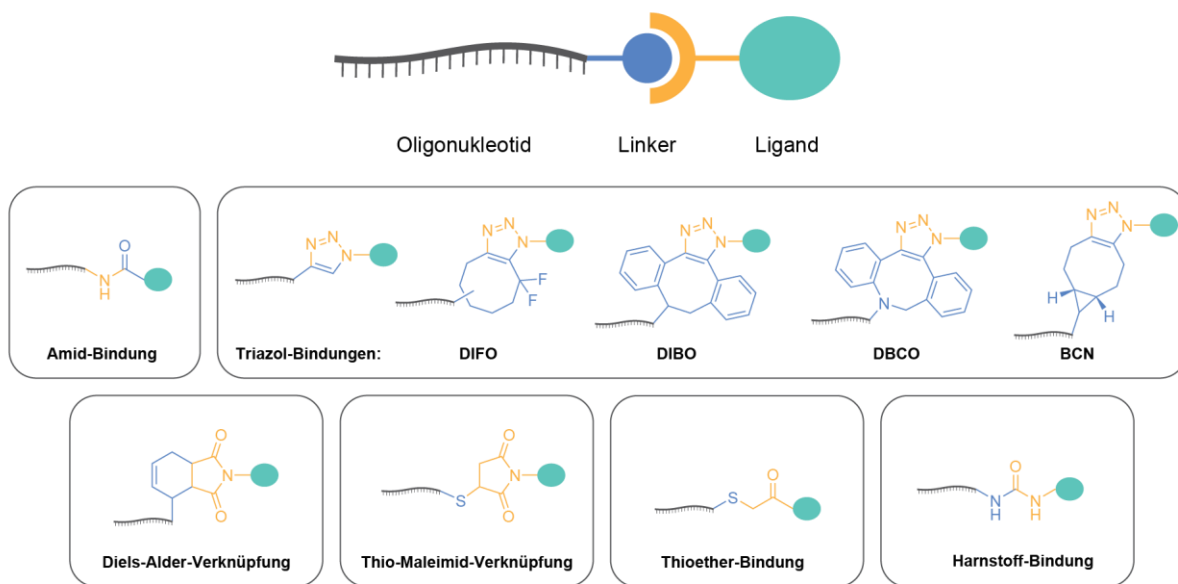 Oligonukleotid Linker Ligand
O
N
H
Amid-Bindung
N N
N
Triazol-Bindungen:
N N
N
F
F
DIFO
N N
N
DIBO
N N
N
N
DBCO
N N
N
H
H
BCN
O
N
O
Diels-Alder-Verknüpfung
O
N
S
O
Thio-Maleimid-Verknüpfung
O
S
Thioether-Bindung
O
N N
H H
Harnstoff-Bindung